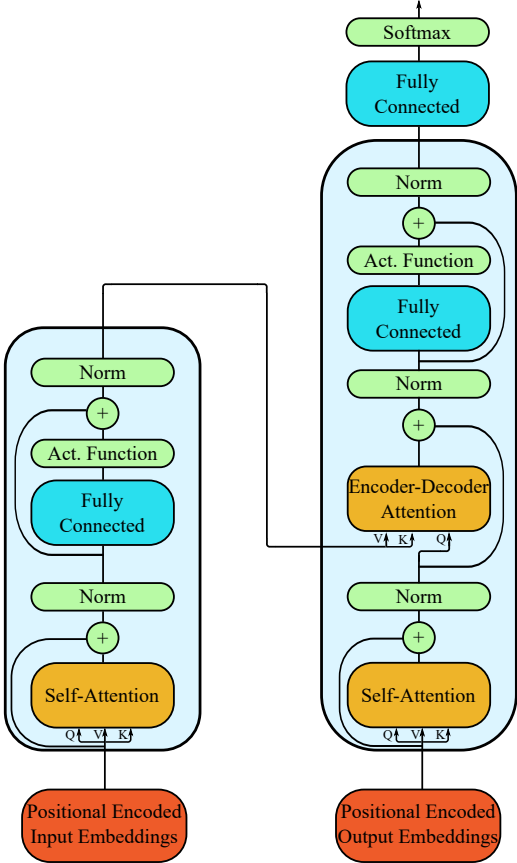 Softmax
Fully
Connected
Norm
+
Act. Function
Fully
Connected
Norm
+
Encoder-Decoder
Attention
V K Q
Norm
+
Self-Attention
Q V K
Positional Encoded
Output Embeddings
Norm
+
Act. Function
Fully
Connected
Norm
+
Self-Attention
Q V K
Positional Encoded
Input Embeddings